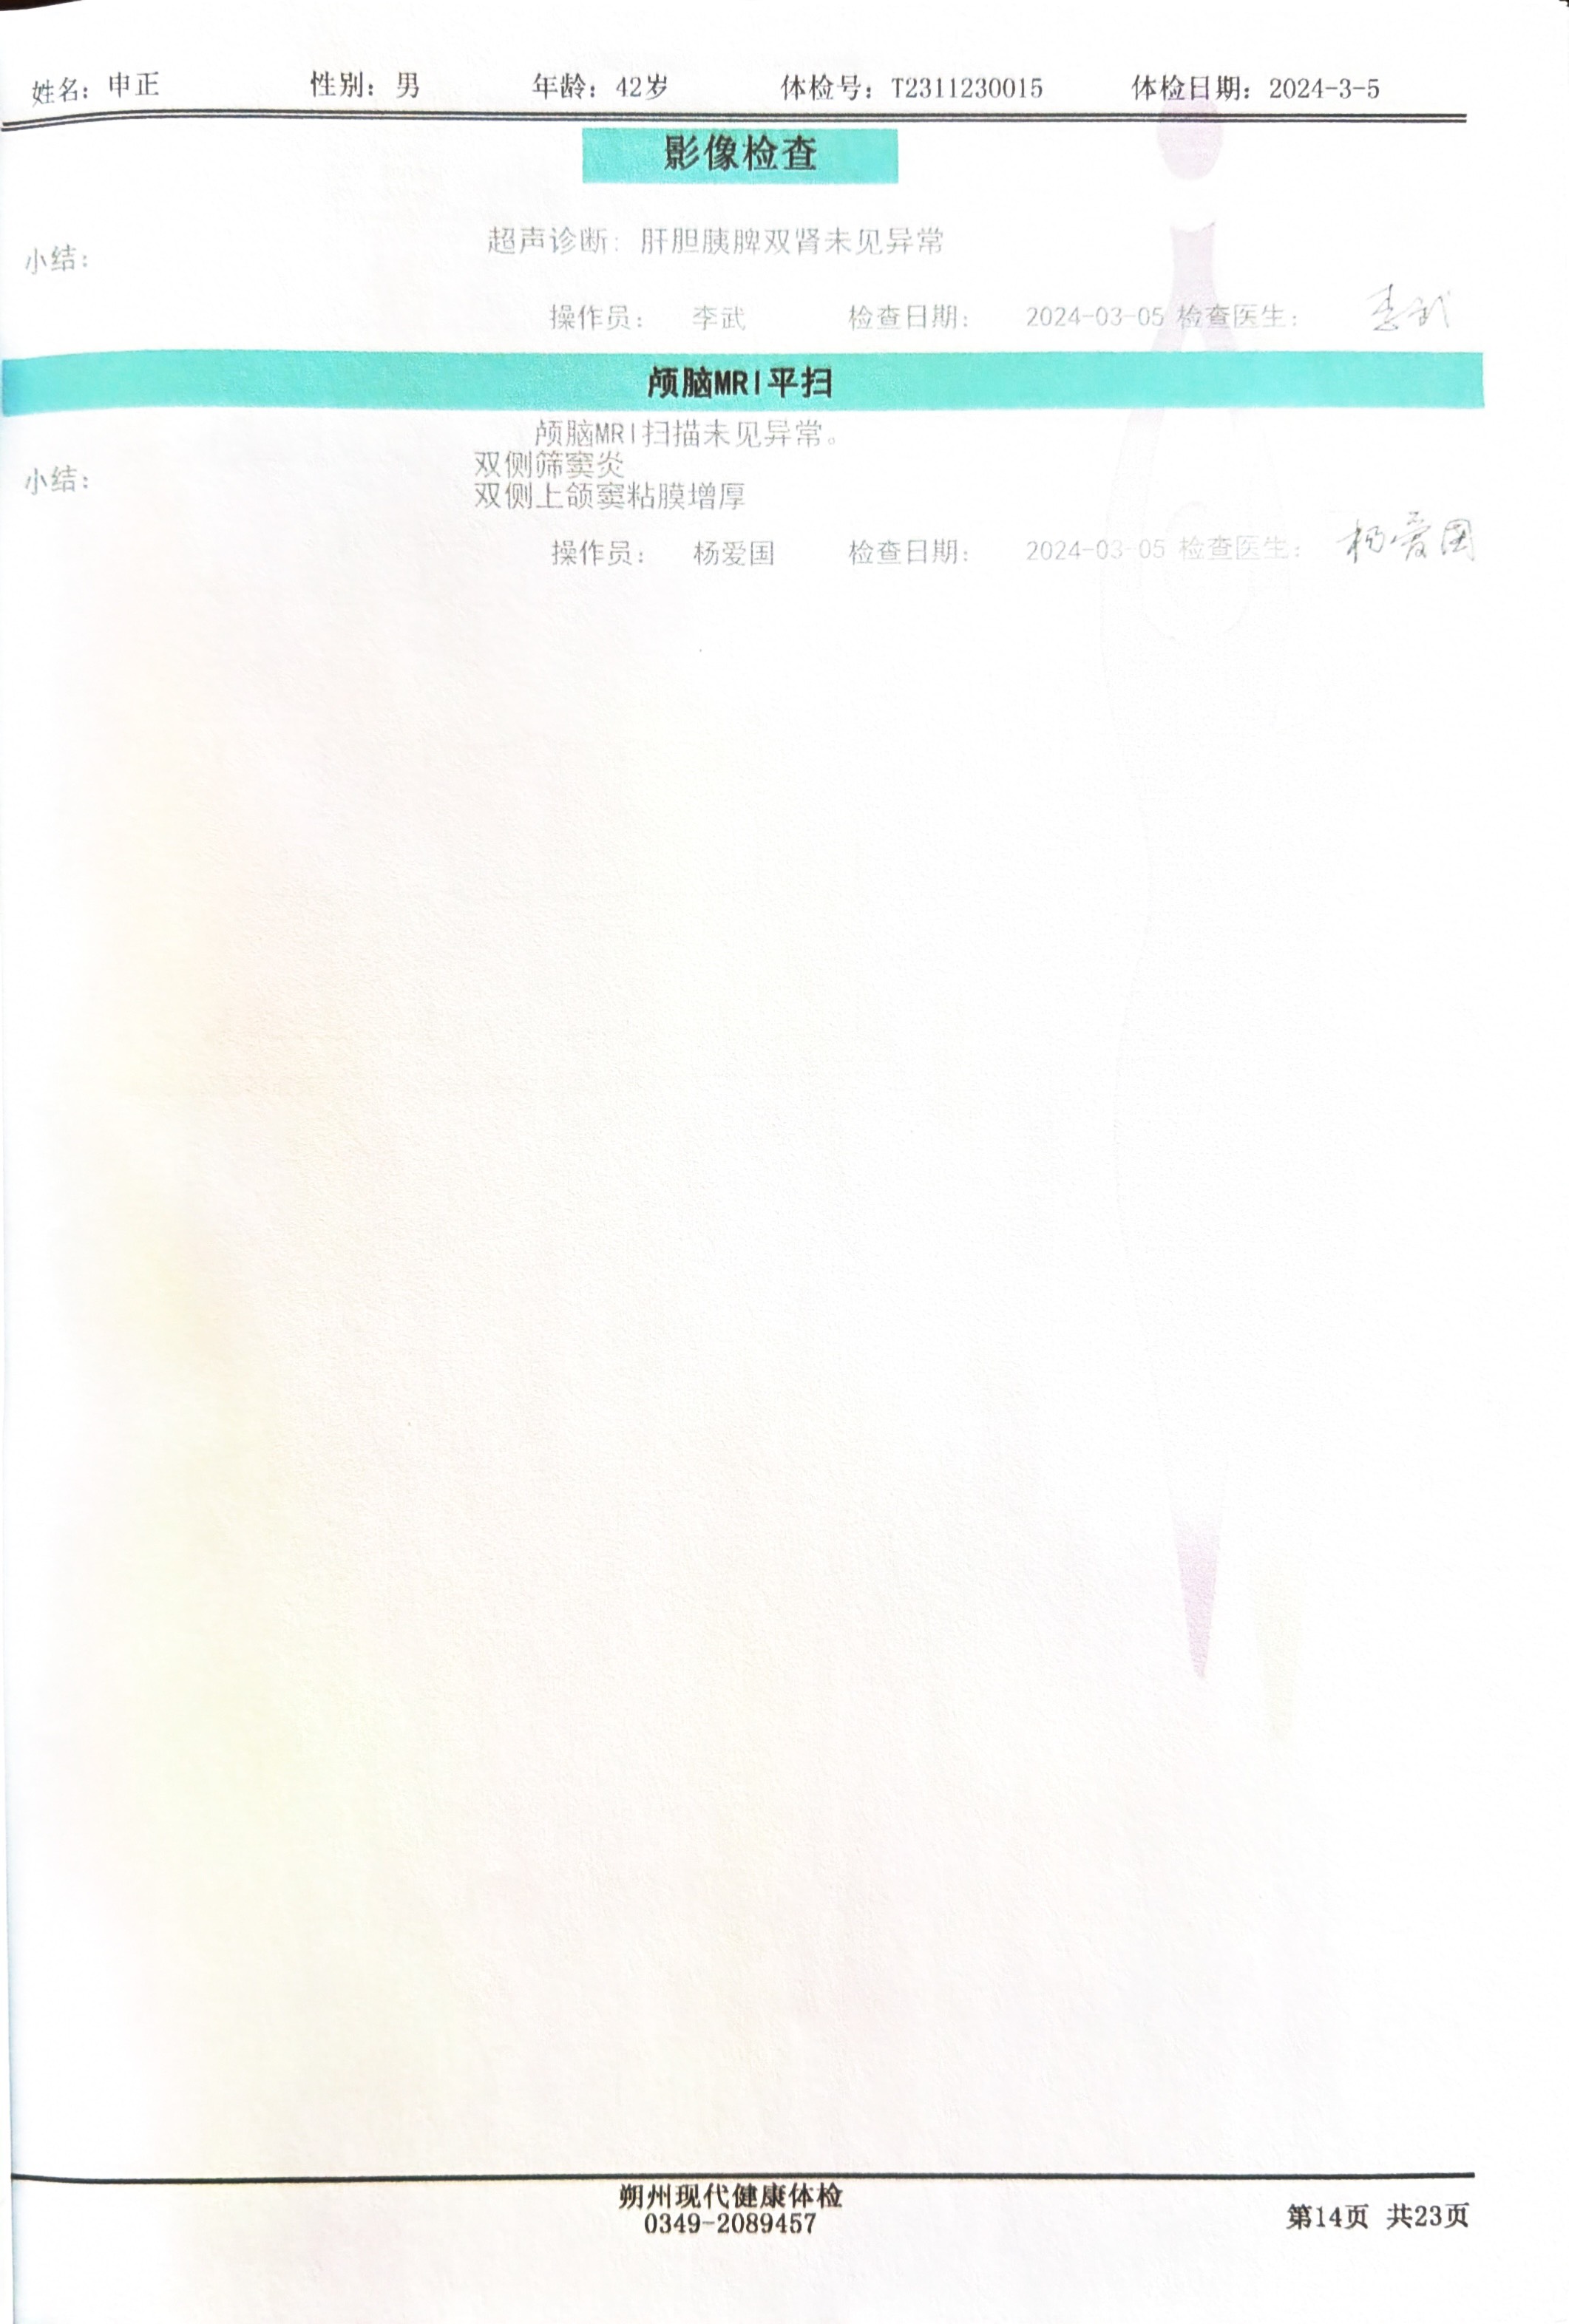 姓名：申正 性别：男 年龄：42岁 体检号：T2311230015 体检日期：2024-3-5
影像检查
小结： 超声诊断：肝胆胰脾双肾未见异常
操作员： 李武 检查日期： 2024-03-05 检查医生： 李武
颅脑MRI平扫
颅脑MRI扫描未见异常。
双侧筛窦炎
小结：
双侧上颌窦粘膜增厚
操作员： 杨爱国 检查日期： 2024-03-05 检查医生： 杨爱国
朔州现代健康体检
0349-2089457
第14页 共23页